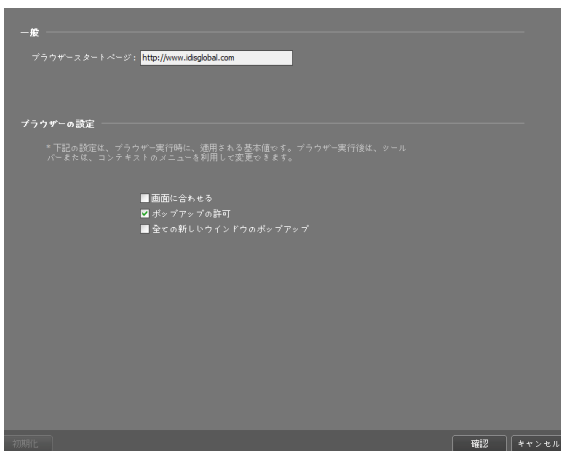 一般
ブラウザースタートページ : http://www.idisglobal.com
ブラウザーの設定
* 下記の設定は、ブラウザー実行時に、適用される基本値です。ブラウザー実行後は、ツール
バーまたは、コンテキストのメニューを利用して変更できます。
画面に合わせる
ポップアップの許可
全ての新しいウインドウのポップアップ
初期化 確認 キャンセル